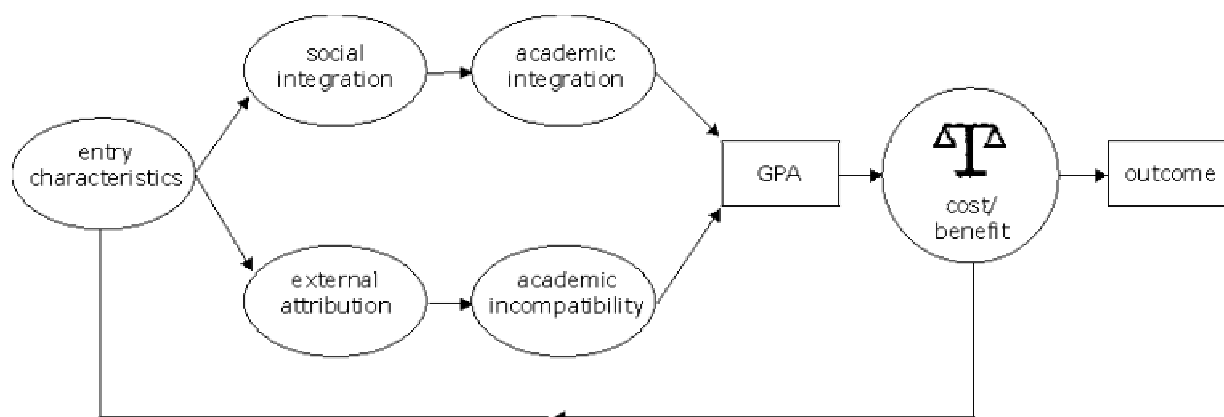 social
integration
academic
integration
entry
characteristics
GPA
cost/
benefit
outcome
external
attribution
academic
incompatibility